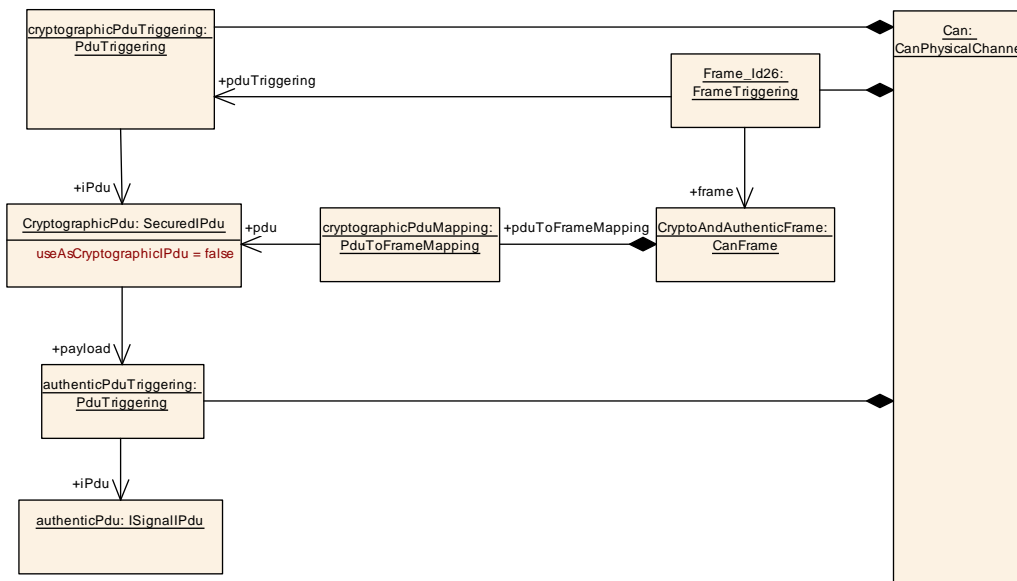 cryptographicPduTriggering:
PduTriggering
Can:
CanPhysicalChanne
+pduTriggering
Frame_Id26:
FrameTriggering
+iPdu
+frame
CryptographicPdu: SecuredIPdu
useAsCryptographicIPdu = false
+pdu
cryptographicPduMapping:
PduToFrameMapping
+pduToFrameMapping
CryptoAndAuthenticFrame:
CanFrame
+payload
authenticPduTriggering:
PduTriggering
+iPdu
authenticPdu: ISignalIPdu